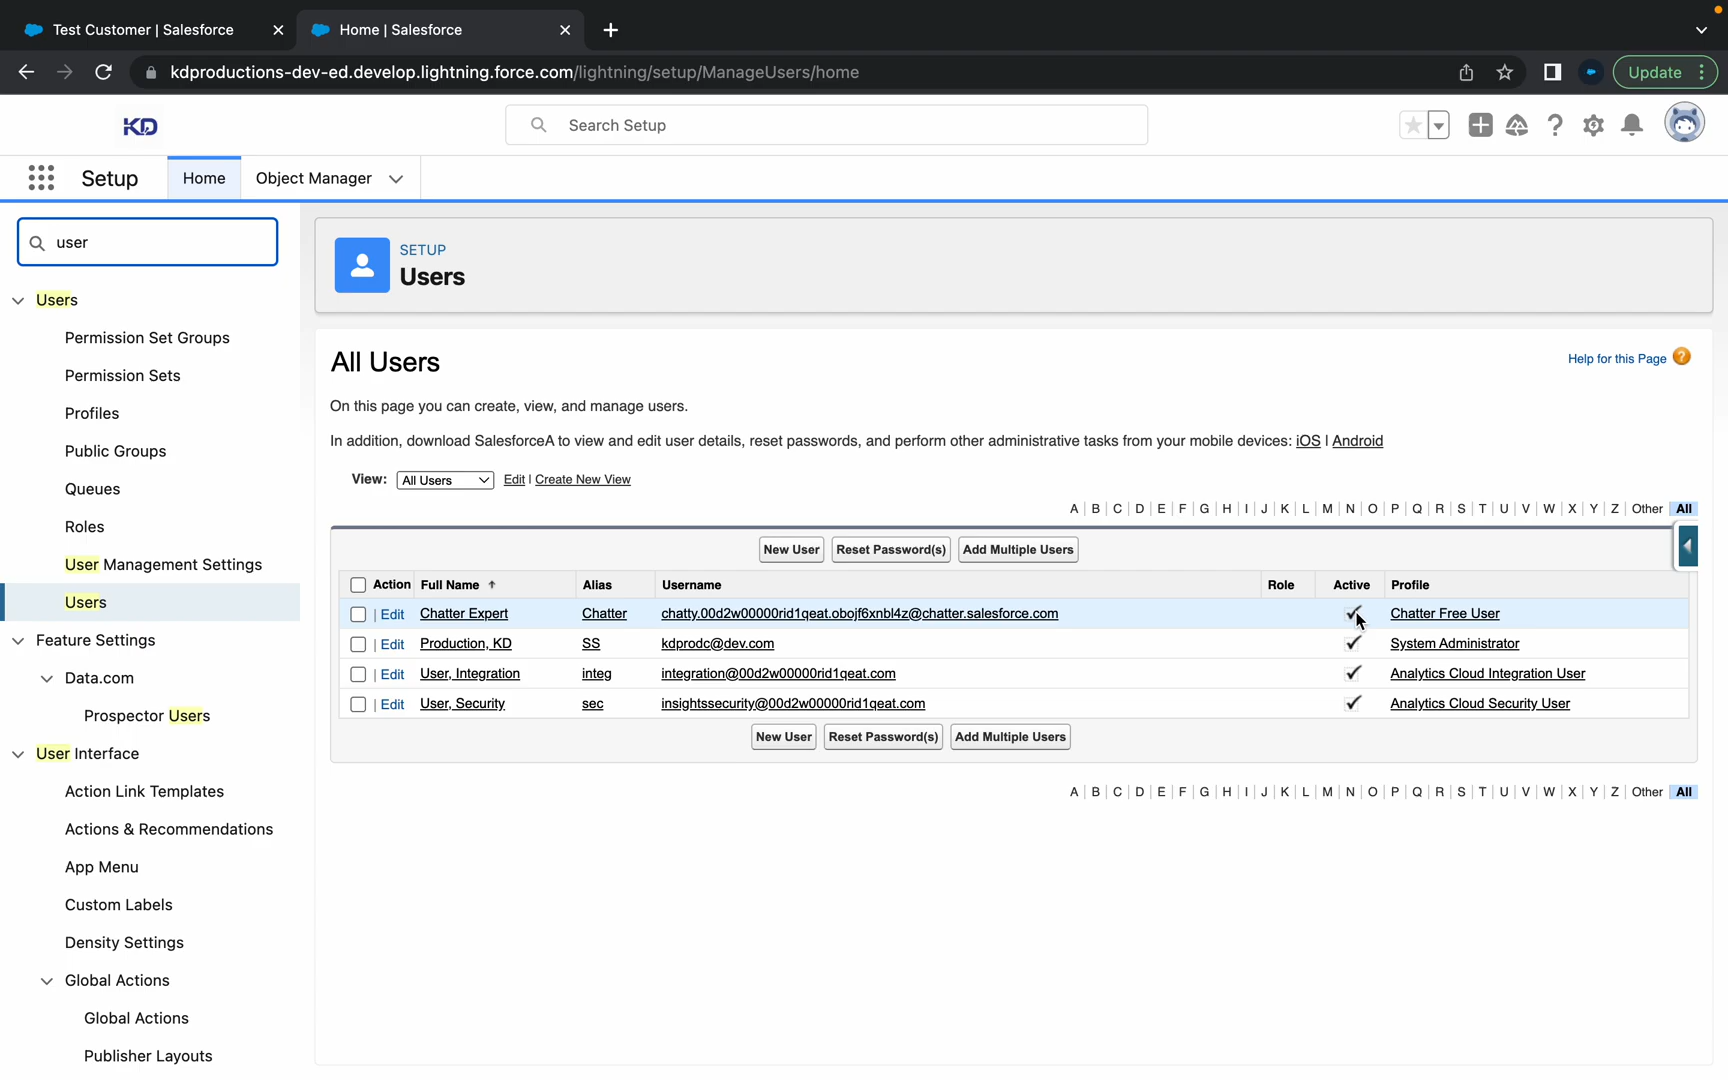 Test Customer | Salesforce
Home | Salesforce
kdproductions-dev-ed.develop.lightning.force.com/lightning/setup/ManageUsers/home
Update
KD
Search Setup
Setup
Home
Object Manager
user
Users
Permission Set Groups
Permission Sets
Profiles
Public Groups
Queues
Roles
User Management Settings
Users
Feature Settings
Data.com
Prospector Users
User Interface
Action Link Templates
Actions & Recommendations
App Menu
Custom Labels
Density Settings
Global Actions
Global Actions
Publisher Layouts
SETUP
Users
All Users
Help for this Page ?
On this page you can create, view, and manage users.
In addition, download SalesforceA to view and edit user details, reset passwords, and perform other administrative tasks from your mobile devices: iOS | Android
View: All Users Edit | Create New View
A | B | C | D | E | F | G | H | I | J | K | L | M | N | O | P | Q | R | S | T | U | V | W | X | Y | Z | Other | All
New User Reset Password(s) Add Multiple Users
Action Full Name Alias Username Role Active Profile
| Edit Chatter Expert Chatter chatty.00d2w00000rid1qeat.obojf6xnbl4z@chatter.salesforce.com Chatter Free User
| Edit Production, KD SS kdprodc@dev.com System Administrator
| Edit User, Integration integ integration@00d2w00000rid1qeat.com Analytics Cloud Integration User
| Edit User, Security sec insightssecurity@00d2w00000rid1qeat.com Analytics Cloud Security User
New User Reset Password(s) Add Multiple Users
A | B | C | D | E | F | G | H | I | J | K | L | M | N | O | P | Q | R | S | T | U | V | W | X | Y | Z | Other | All